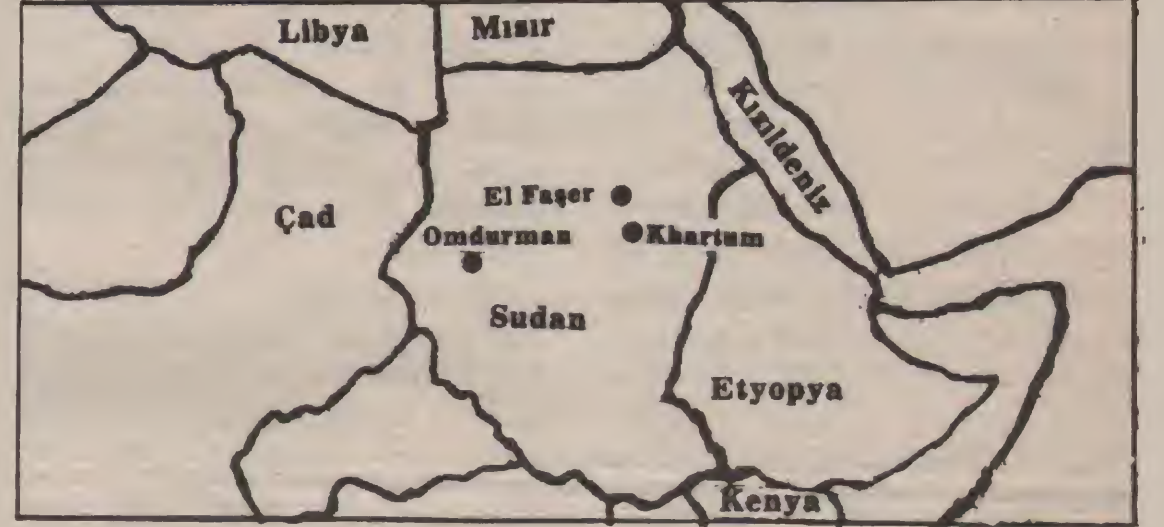 Libya
Mısır
Kızıldeniz
El Faşer
Çad
Omdurman
Khartum
Sudan
Etyopya
Kenya